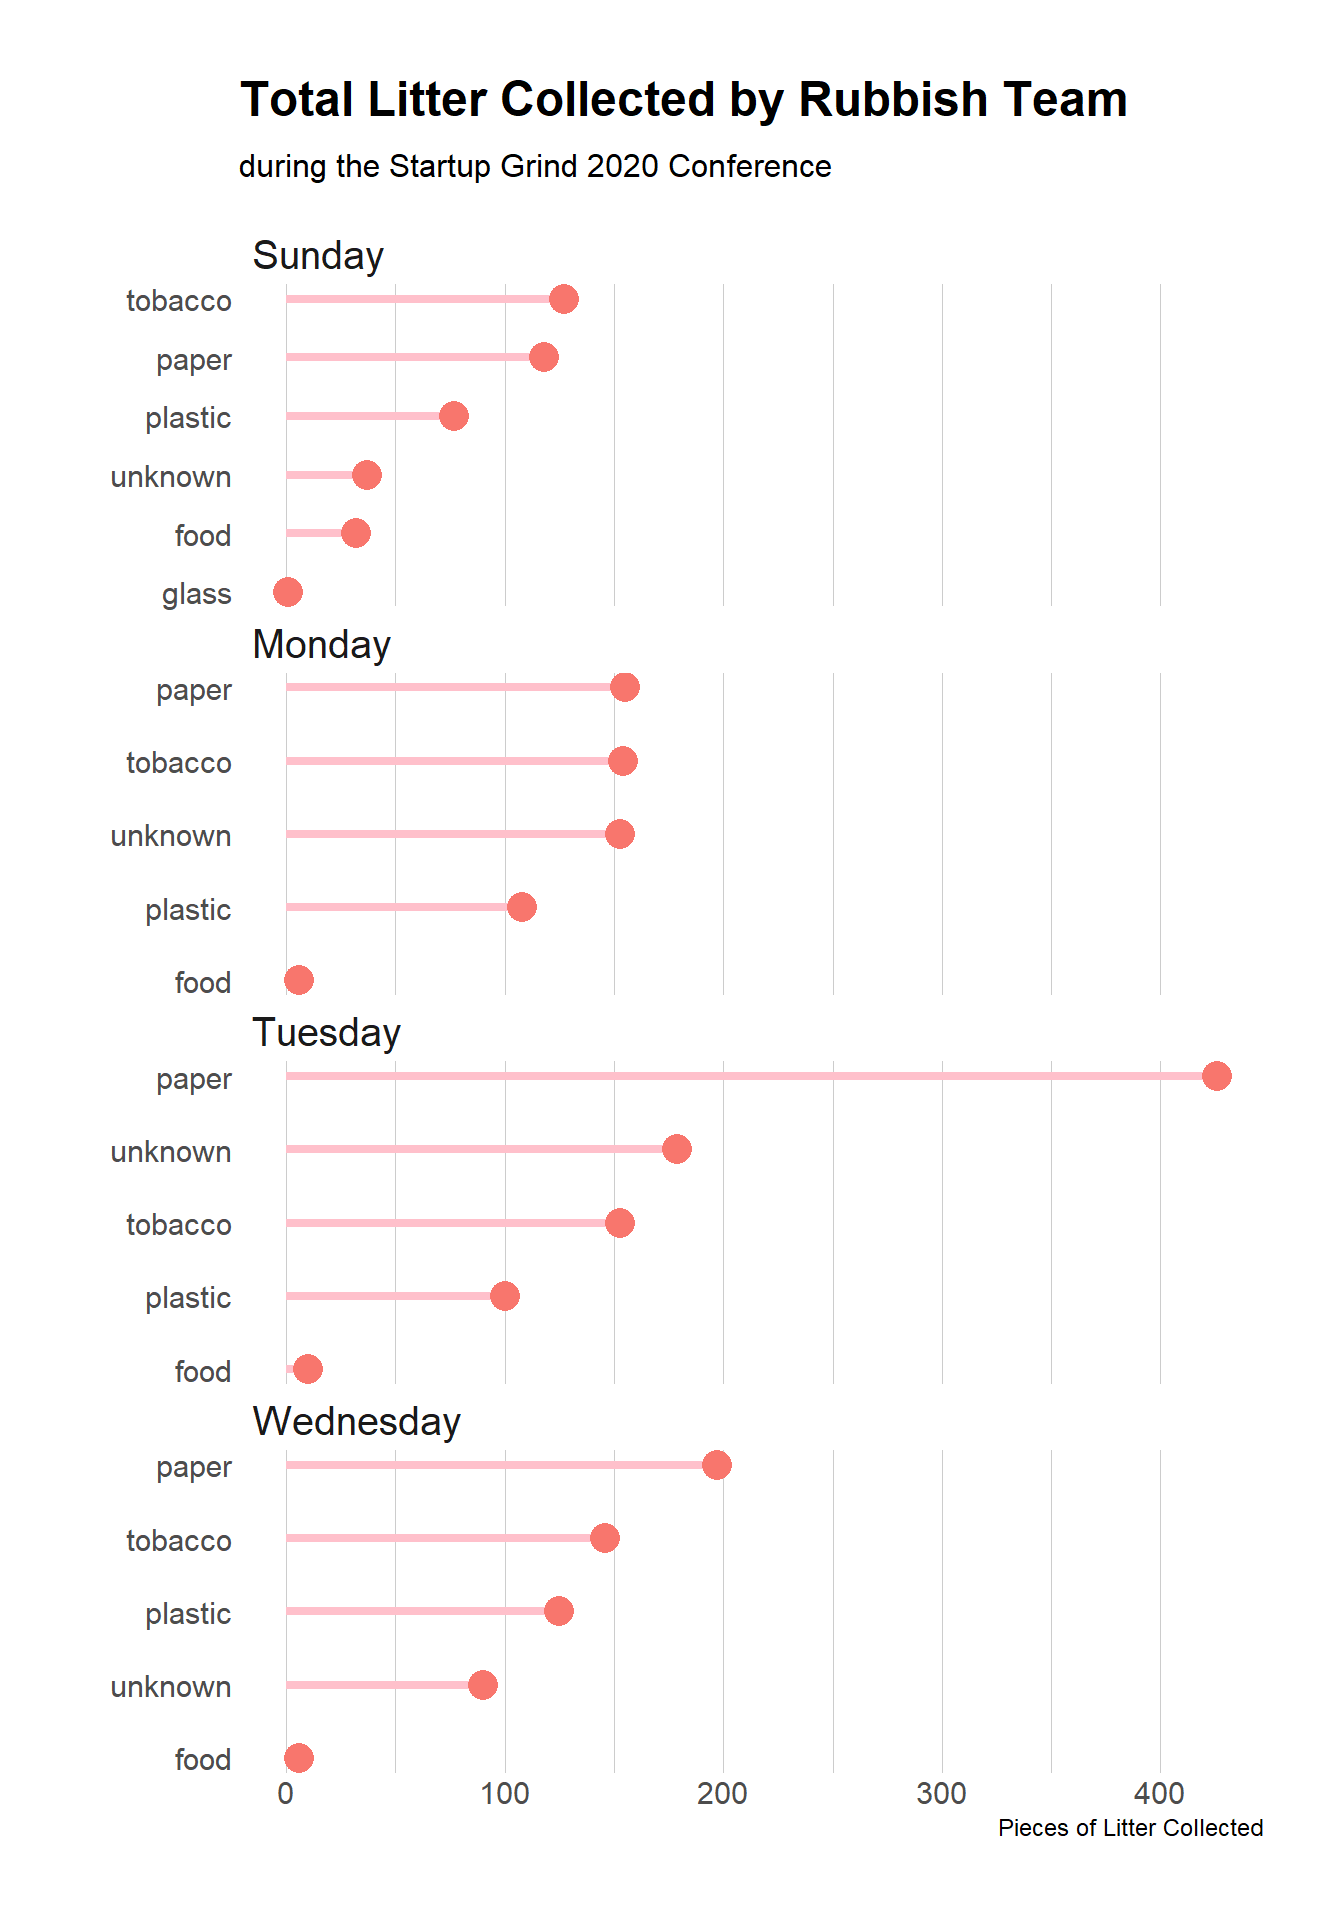 Total Litter Collected by Rubbish Team
during the Startup Grind 2020 Conference
Sunday
tobacco
paper
plastic
unknown
food
glass
Monday
paper
tobacco
unknown
plastic
food
Tuesday
paper
unknown
tobacco
plastic
food
Wednesday
paper
tobacco
plastic
unknown
food
0 100 200 300 400
Pieces of Litter Collected